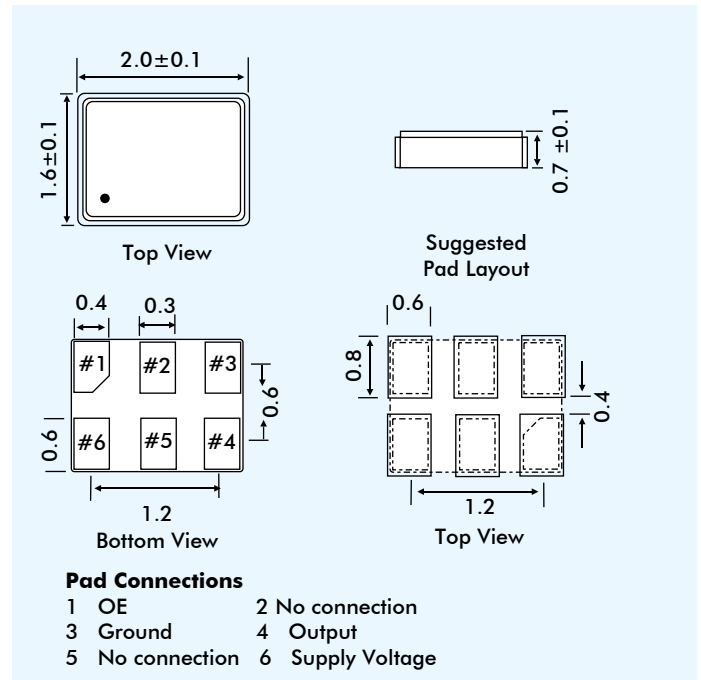 2.0±0.1
1.6±0.1
Top View
0.7 ±0.1
Suggested
Pad Layout
0.4 0.3
#1 #2 #3
0.6
0.6
#6 #5 #4
1.2
Bottom View
0.6
0.8
0.4
1.2
Top View
Pad Connections
1 OE 2 No connection
3 Ground 4 Output
5 No connection 6 Supply Voltage